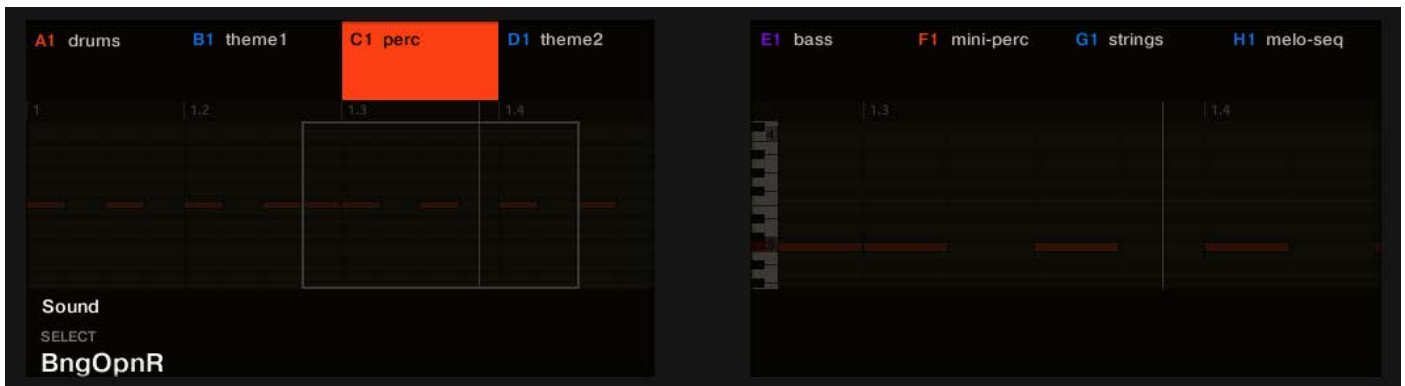 A1 drums B1 theme1 C1 perc D1 theme2
1 1.2 1.3 1.4
Sound
SELECT
BngOpnR
E1 bass F1 mini-perc G1 strings H1 melo-seq
1.3 1.4
4